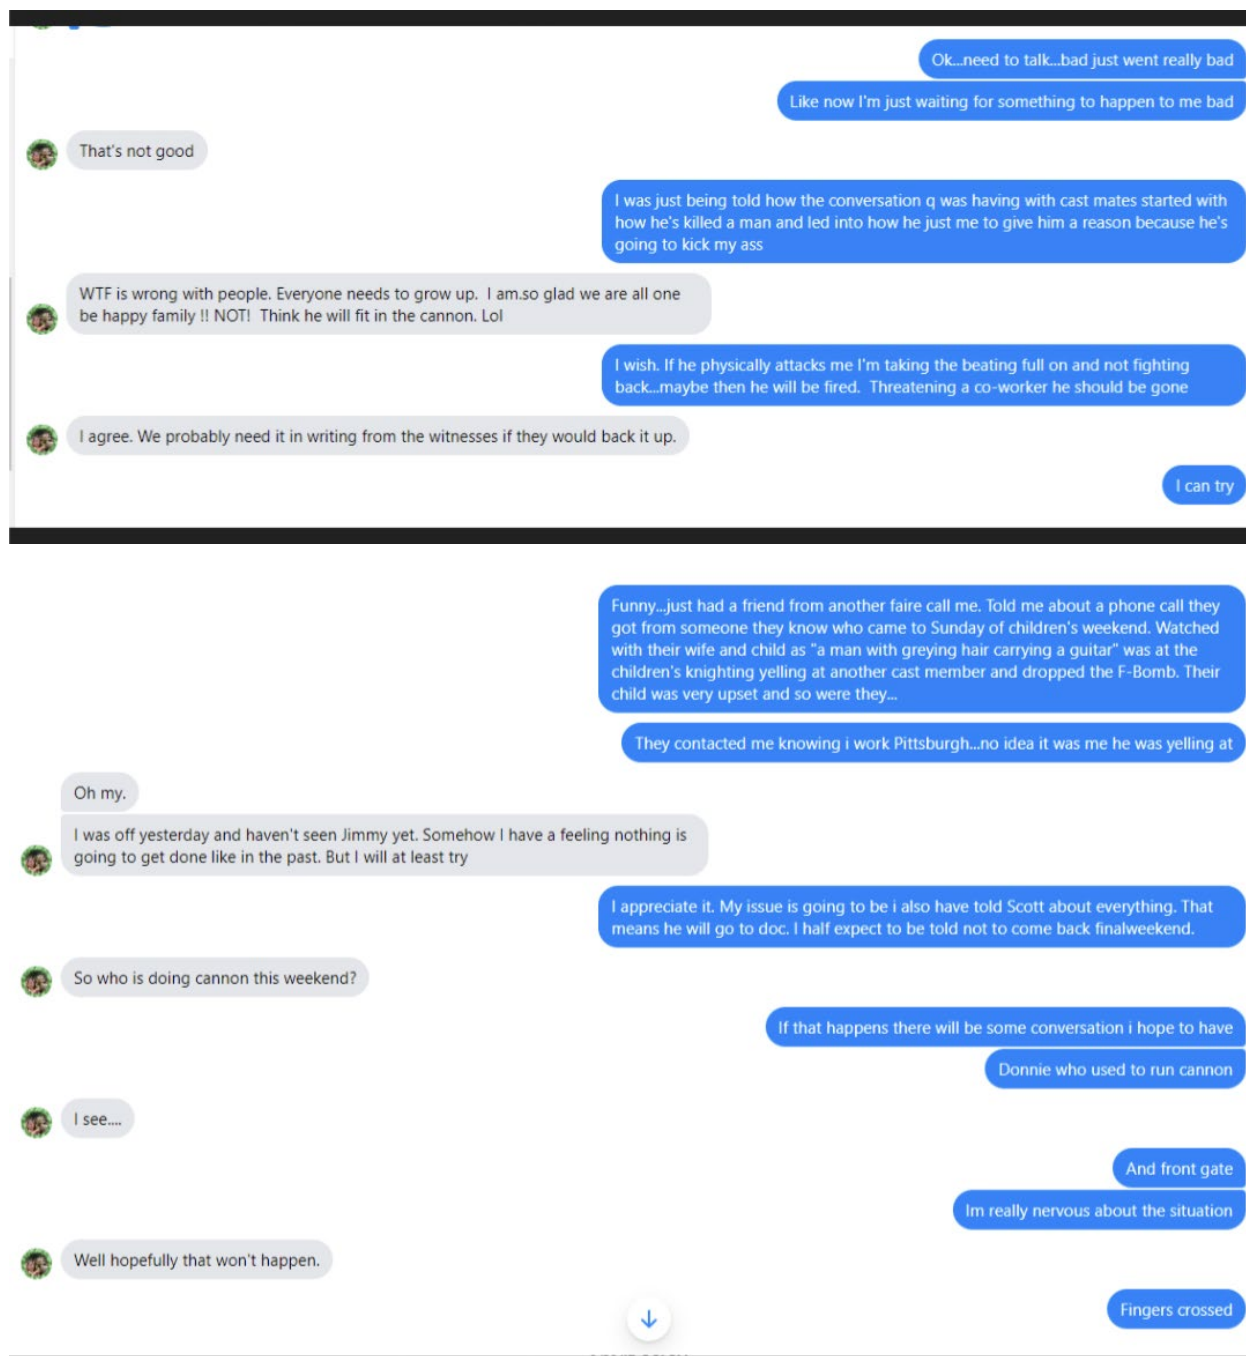 Ok...need to talk...bad just went really bad
Like now I'm just waiting for something to happen to me bad
That's not good
I was just being told how the conversation q was having with cast mates started with
how he's killed a man and led into how he just me to give him a reason because he's
going to kick my ass
WTF is wrong with people. Everyone needs to grow up.  I am.so glad we are all one
be happy family !! NOT!  Think he will fit in the cannon. Lol
I wish. If he physically attacks me I'm taking the beating full on and not fighting
back...maybe then he will be fired.  Threatening a co-worker he should be gone
I agree. We probably need it in writing from the witnesses if they would back it up.
I can try
Funny...just had a friend from another faire call me. Told me about a phone call they
got from someone they know who came to Sunday of children's weekend. Watched
with their wife and child as "a man with greying hair carrying a guitar" was at the
children's knighting yelling at another cast member and dropped the F-Bomb. Their
child was very upset and so were they...
They contacted me knowing i work Pittsburgh...no idea it was me he was yelling at
Oh my.
I was off yesterday and haven't seen Jimmy yet. Somehow I have a feeling nothing is
going to get done like in the past. But I will at least try
I appreciate it. My issue is going to be i also have told Scott about everything. That
means he will go to doc. I half expect to be told not to come back finalweekend.
So who is doing cannon this weekend?
If that happens there will be some conversation i hope to have
Donnie who used to run cannon
I see....
And front gate
Im really nervous about the situation
Well hopefully that won't happen.
Fingers crossed